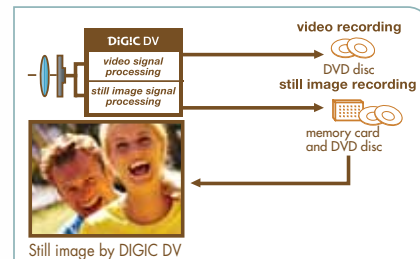 DiGiC DV
video signal
processing
still image signal
processing
video recording
DVD disc
still image recording
memory card
and DVD disc
Still image by DIGIC DV